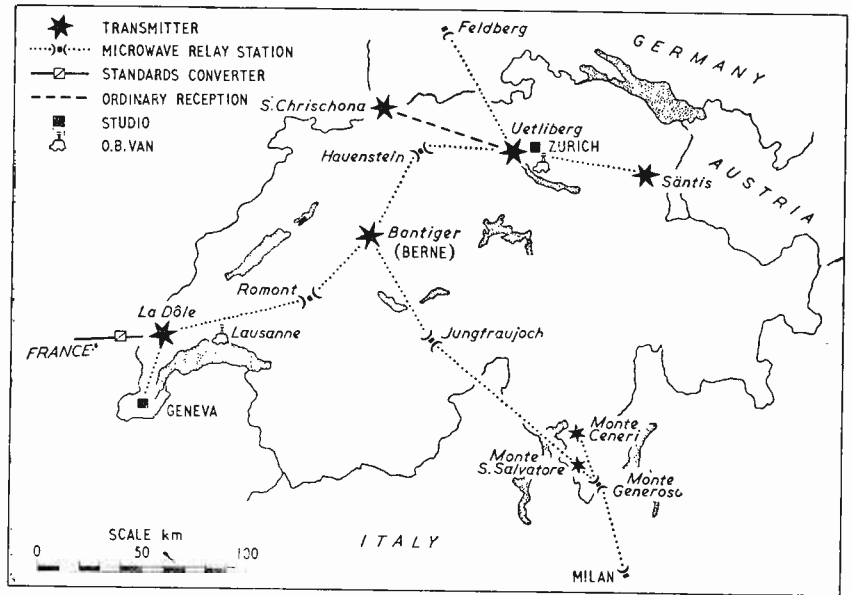 TRANSMITTER
MICROWAVE RELAY STATION
STANDARDS CONVERTER
ORDINARY RECEPTION
STUDIO
O.B. VAN
Feldberg
GERMANY
S. Chrischona
Uetliberg
ZÜRICH
Hauenstein
Säntis
AUSTRIA
Bantiger
(BERNE)
Romont
La Dôle
Lausanne
Jungfraujoch
FRANCE
GENEVA
Monte
Ceneri
Monte
S. Salvatore
Monte
Generoso
SCALE km
0 50 100
ITALY
MILAN